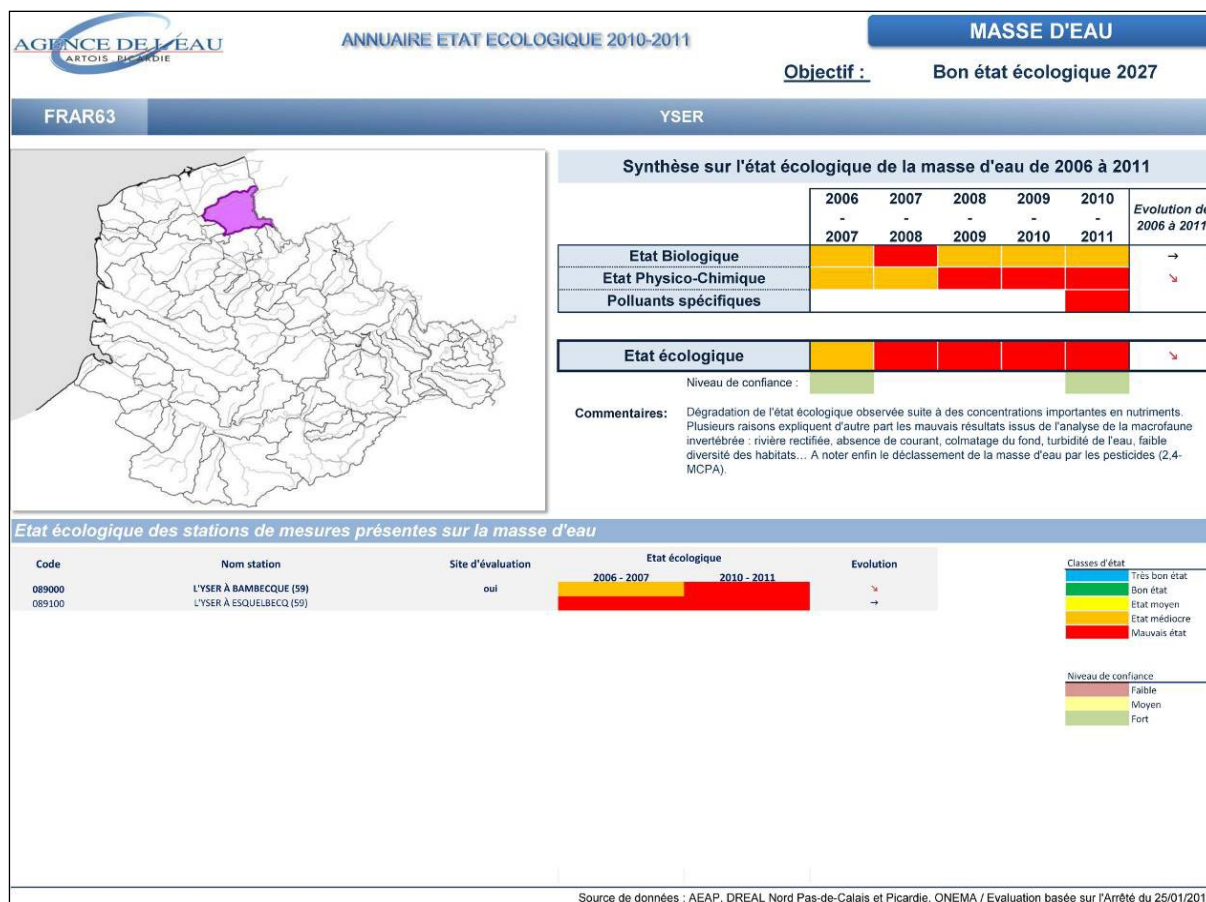 AGENCE DE L'EAU
ARTOIS PICARDIE
ANNUAIRE ETAT ECOLOGIQUE 2010-2011
MASSE D'EAU
Objectif : Bon état écologique 2027
FRAR63 YSER
Synthèse sur l'état écologique de la masse d'eau de 2006 à 2011
2006 - 2007
2007 - 2008
2008 - 2009
2009 - 2010
2010 - 2011
Evolution de
2006 à 2011
Etat Biologique →
Etat Physico-Chimique ↘
Polluants spécifiques
Etat écologique ↘
Niveau de confiance :
Commentaires: Dégradation de l'état écologique observée suite à des concentrations importantes en nutriments.
Plusieurs raisons expliquent d'autre part les mauvais résultats issus de l'analyse de la macrofaune
invertébrée : rivière rectifiée, absence de courant, colmatage du fond, turbidité de l'eau, faible
diversité des habitats... A noter enfin le déclassement de la masse d'eau par les pesticides (2,4-
MCPA).
Etat écologique des stations de mesures présentes sur la masse d'eau
Code Nom station Site d'évaluation Etat écologique Evolution
2006 - 2007 2010 - 2011
089000 L'YSER À BAMBECQUE (59) oui ↘
089100 L'YSER À ESQUELBECQ (59) →
Classes d'état
Très bon état
Bon état
Etat moyen
Etat médiocre
Mauvais état
Niveau de confiance
Faible
Moyen
Fort
Source de données : AEAP, DREAL Nord Pas-de-Calais et Picardie, ONEMA / Evaluation basée sur l'Arrêté du 25/01/201